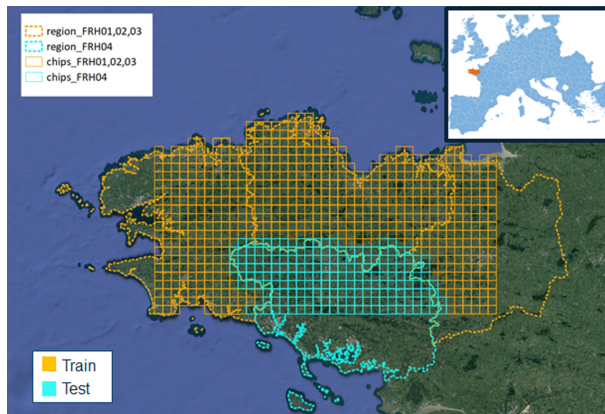 region_FRH01,02,03
region_FRH04
chips_FRH01,02,03
chips_FRH04
Train
Test